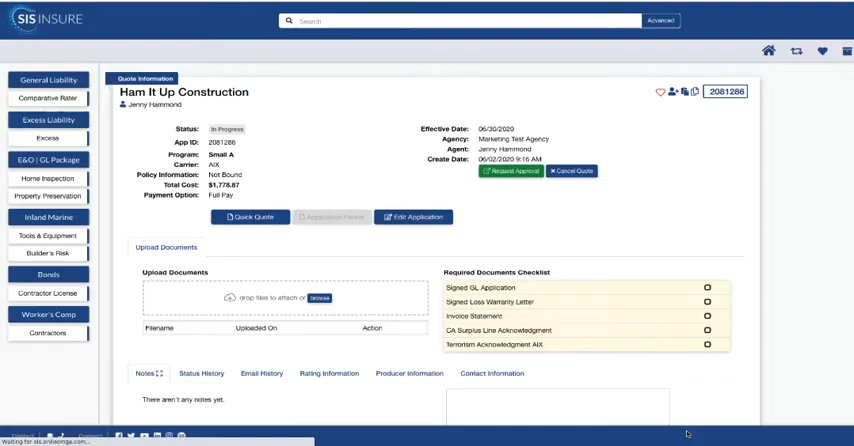 SIS INSURE
Search
Advanced
General Liability
Comparative Rater
Excess Liability
Excess
E&O | GL Package
Home Inspection
Property Preservation
Inland Marine
Tools & Equipment
Builder's Risk
Bonds
Contractor License
Worker's Comp
Contractors
Quote Information
Ham It Up Construction
Jenny Hammond
2081286
Status: In Progress
App ID: 2081286
Program: Small A
Carrier: AIX
Policy Information: Not Bound
Total Cost: $1,778.87
Payment Option: Full Pay
Effective Date: 06/30/2020
Agency: Marketing Test Agency
Agent: Jenny Hammond
Create Date: 06/02/2020 9:16 AM
Request Approval
Cancel Quote
Quick Quote
Application Packet
Edit Application
Upload Documents
Upload Documents
drop files to attach or browse
Filename Uploaded On Action
Required Documents Checklist
Signed GL Application
Signed Loss Warranty Letter
Invoice Statement
CA Surplus Line Acknowledgment
Terrorism Acknowledgment AIX
Notes Status History Email History Rating Information Producer Information Contact Information
There aren't any notes yet.
Contact Connect
Waiting for sis.onlinemga.com...